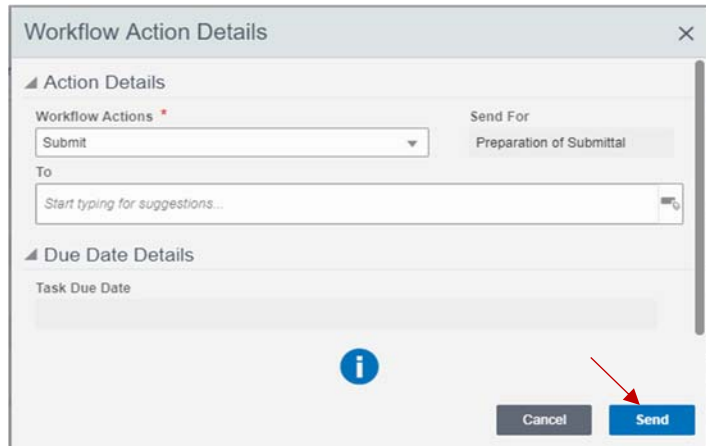 Workflow Action Details
Action Details
Workflow Actions *
Send For
Submit
Preparation of Submittal
To
Start typing for suggestions...
Due Date Details
Task Due Date
i
Cancel
Send